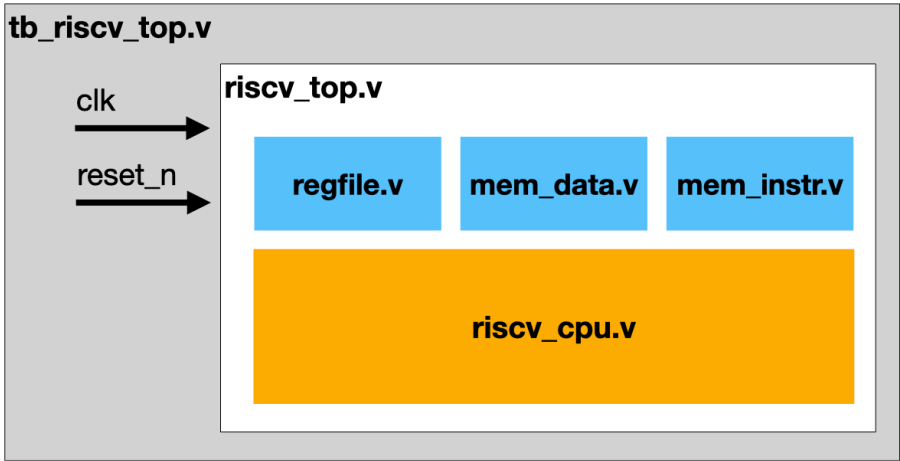 tb_riscv_top.v
riscv_top.v
clk
reset_n
regfile.v
mem_data.v
mem_instr.v
riscv_cpu.v